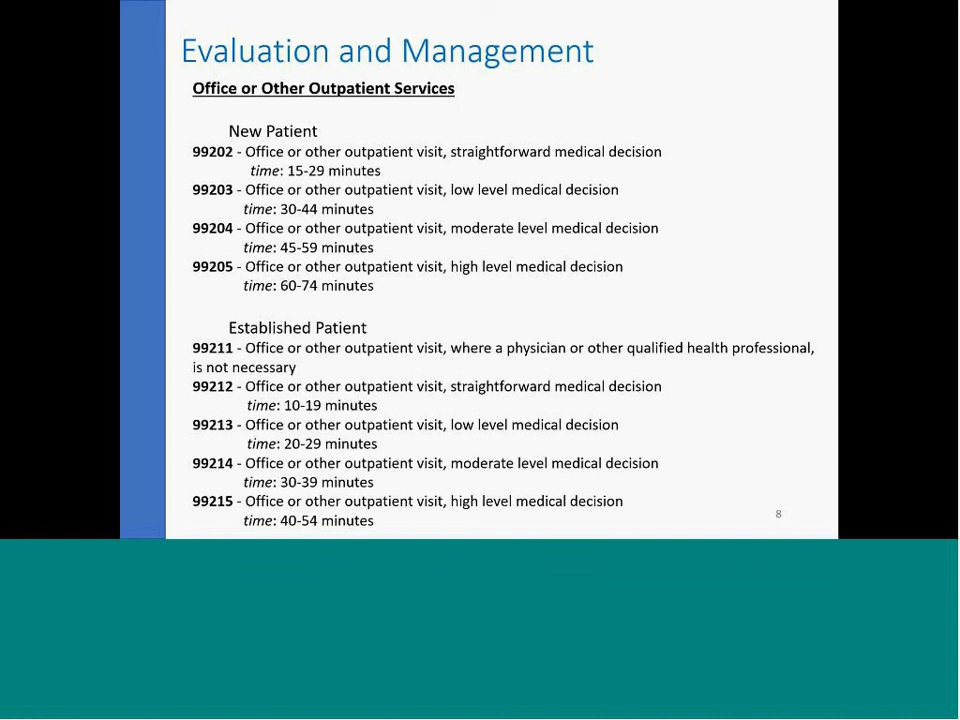 Evaluation and Management
Office or Other Outpatient Services
New Patient
99202 - Office or other outpatient visit, straightforward medical decision
time: 15-29 minutes
99203 - Office or other outpatient visit, low level medical decision
time: 30-44 minutes
99204 - Office or other outpatient visit, moderate level medical decision
time: 45-59 minutes
99205 - Office or other outpatient visit, high level medical decision
time: 60-74 minutes
Established Patient
99211 - Office or other outpatient visit, where a physician or other qualified health professional,
is not necessary
99212 - Office or other outpatient visit, straightforward medical decision
time: 10-19 minutes
99213 - Office or other outpatient visit, low level medical decision
time: 20-29 minutes
99214 - Office or other outpatient visit, moderate level medical decision
time: 30-39 minutes
99215 - Office or other outpatient visit, high level medical decision
time: 40-54 minutes
8